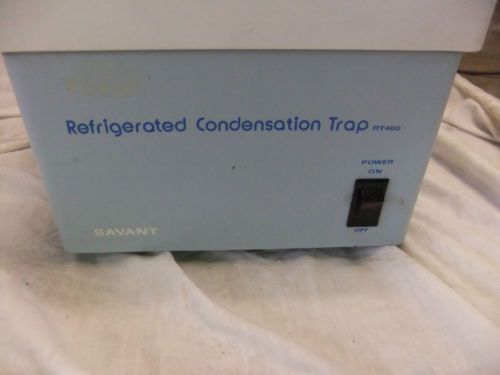 Refrigerated Condensation Trap RT400
POWER
ON
OFF
SAVANT